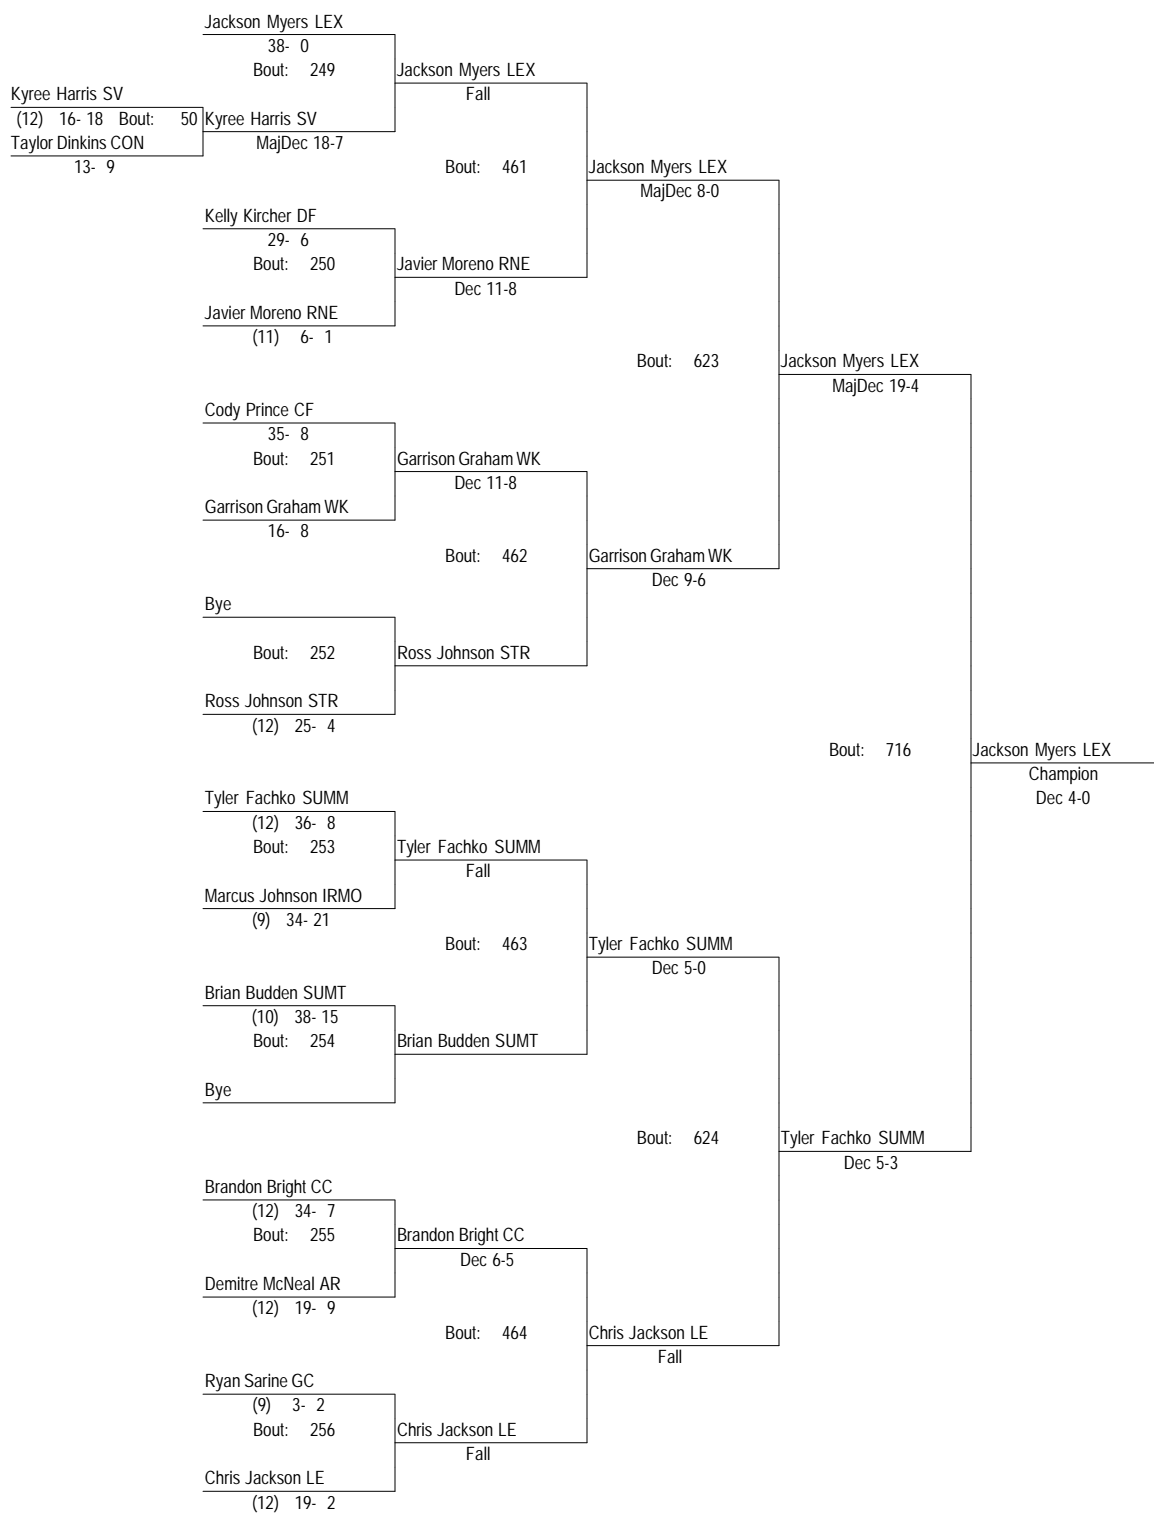 Jackson Myers LEX
38- 0
Bout: 249
Jackson Myers LEX
Fall
Kyree Harris SV
(12) 16- 18 Bout: 50
Kyree Harris SV
MajDec 18-7
Taylor Dinkins CON
13- 9
Bout: 461
Jackson Myers LEX
MajDec 8-0
Kelly Kircher DF
29- 6
Bout: 250
Javier Moreno RNE
Dec 11-8
Javier Moreno RNE
(11) 6- 1
Bout: 623
Jackson Myers LEX
MajDec 19-4
Cody Prince CF
35- 8
Bout: 251
Garrison Graham WK
Dec 11-8
Garrison Graham WK
16- 8
Bout: 462
Garrison Graham WK
Dec 9-6
Bye
Bout: 252
Ross Johnson STR
Ross Johnson STR
(12) 25- 4
Bout: 716
Jackson Myers LEX
Champion
Dec 4-0
Tyler Fachko SUMM
(12) 36- 8
Bout: 253
Tyler Fachko SUMM
Fall
Marcus Johnson IRMO
(9) 34- 21
Bout: 463
Tyler Fachko SUMM
Dec 5-0
Brian Budden SUMT
(10) 38- 15
Bout: 254
Brian Budden SUMT
Bye
Bout: 624
Tyler Fachko SUMM
Dec 5-3
Brandon Bright CC
(12) 34- 7
Bout: 255
Brandon Bright CC
Dec 6-5
Demitre McNeal AR
(12) 19- 9
Bout: 464
Chris Jackson LE
Fall
Ryan Sarine GC
(9) 3- 2
Bout: 256
Chris Jackson LE
Fall
Chris Jackson LE
(12) 19- 2